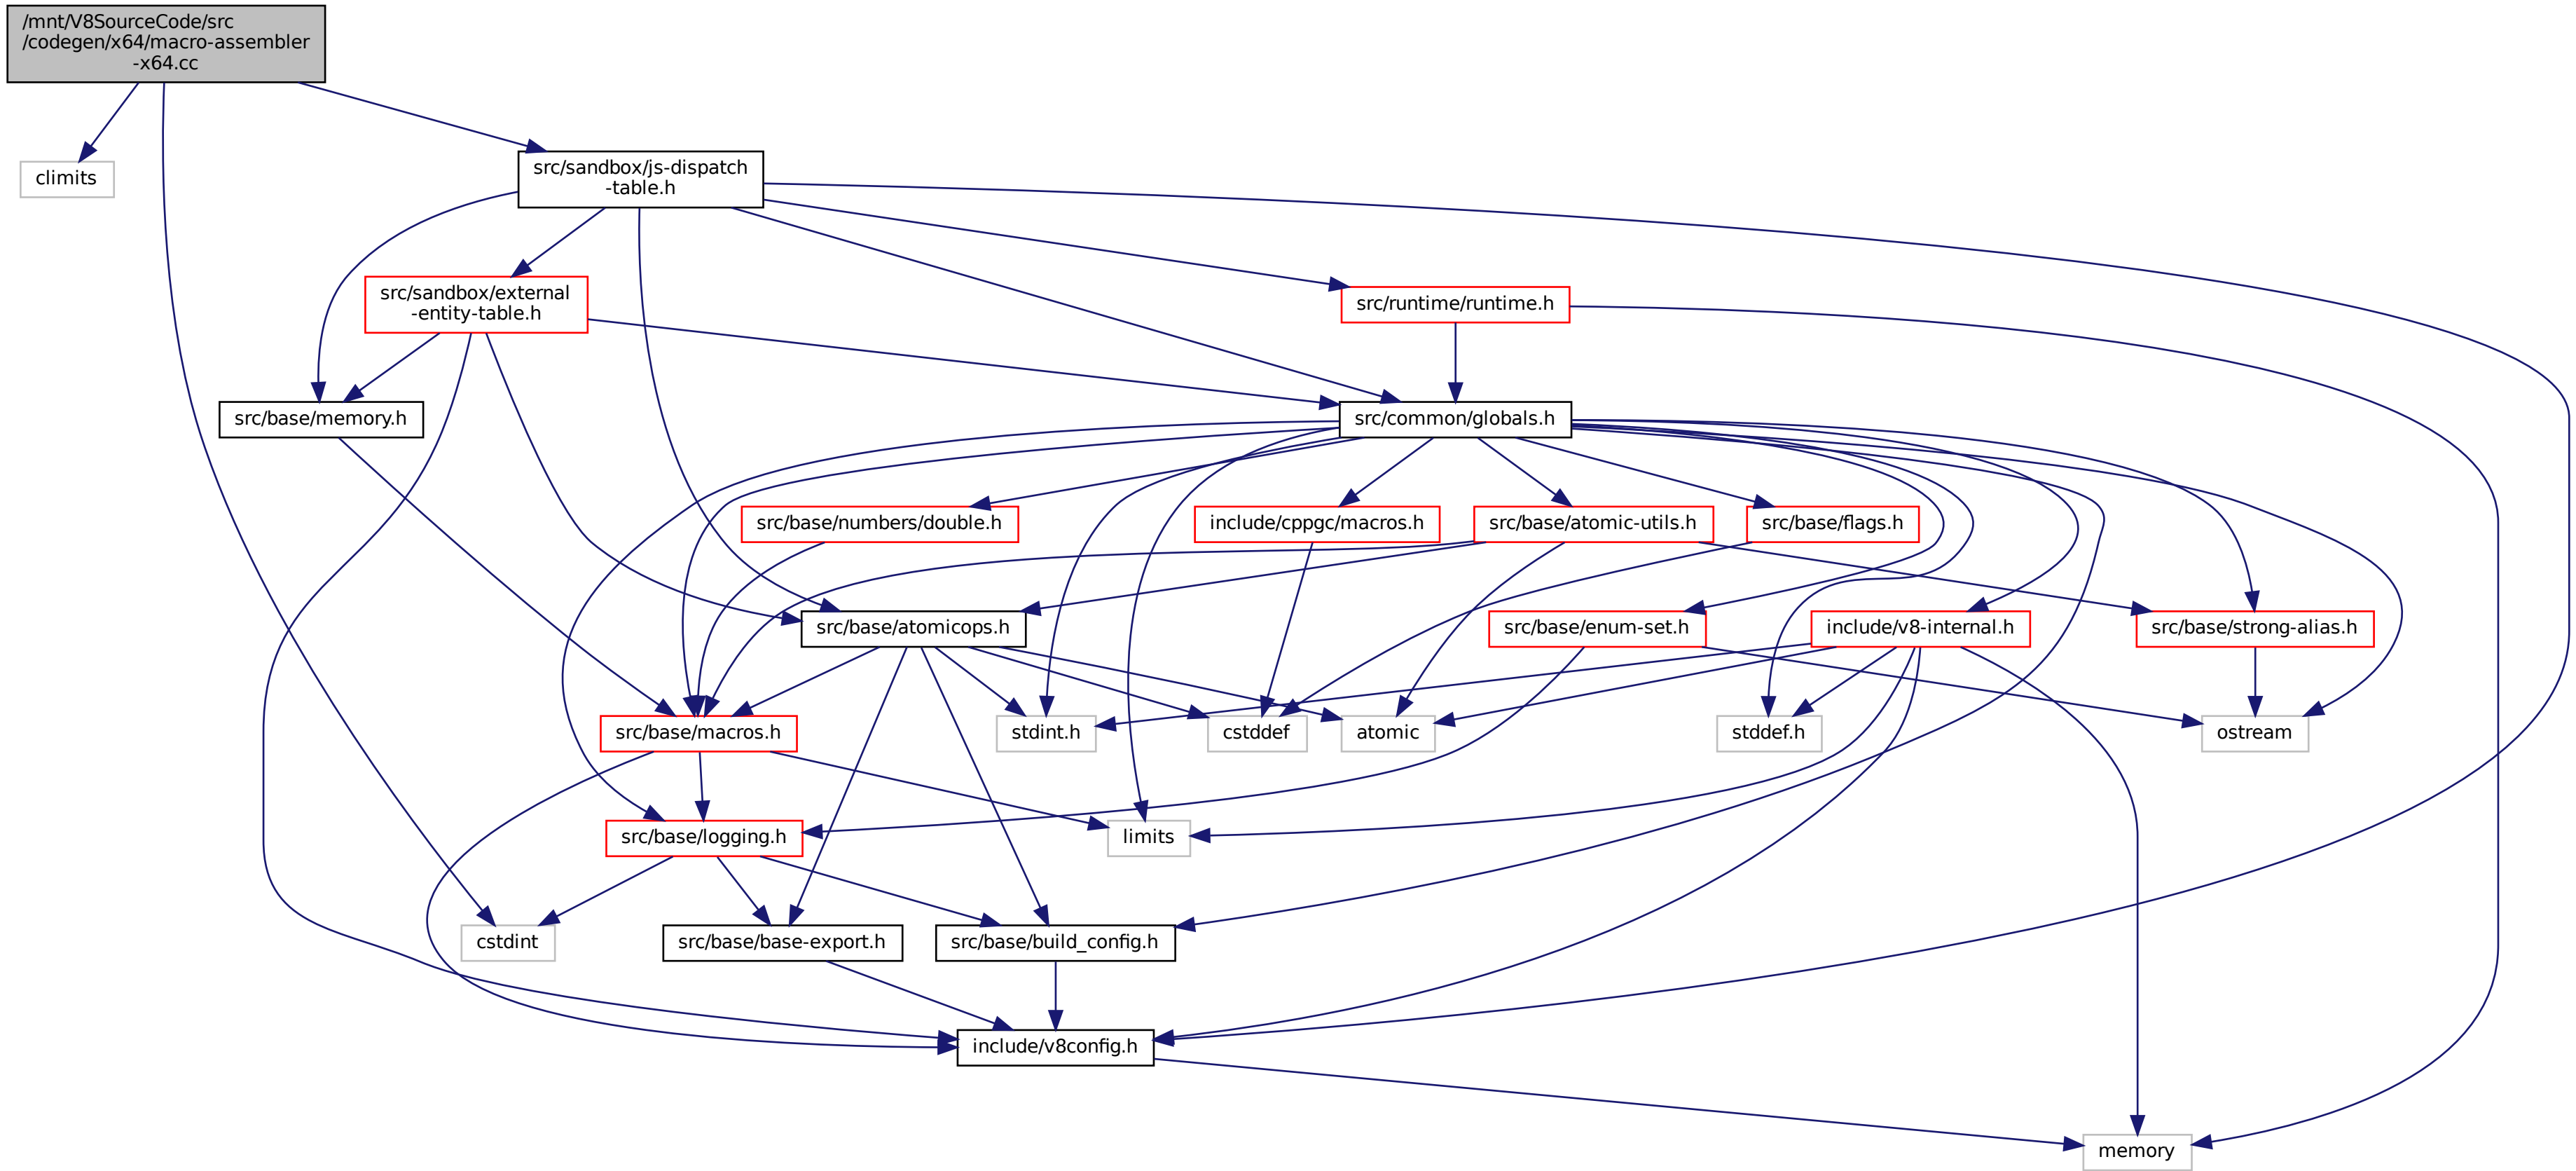 /mnt/V8SourceCode/src
/codegen/x64/macro-assembler
-x64.cc
climits
src/sandbox/js-dispatch
-table.h
src/sandbox/external
-entity-table.h
src/runtime/runtime.h
src/base/memory.h
src/common/globals.h
src/base/numbers/double.h
include/cppgc/macros.h
src/base/atomic-utils.h
src/base/flags.h
src/base/atomicops.h
src/base/enum-set.h
include/v8-internal.h
src/base/strong-alias.h
src/base/macros.h
stdint.h
cstddef
atomic
stddef.h
ostream
src/base/logging.h
limits
cstdint
src/base/base-export.h
src/base/build_config.h
include/v8config.h
memory